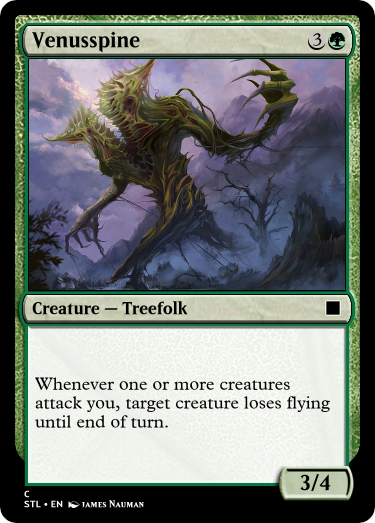 Venusspine 3
Creature — Treefolk
Whenever one or more creatures
attack you, target creature loses flying
until end of turn.
3/4
C
STL • EN James Nauman